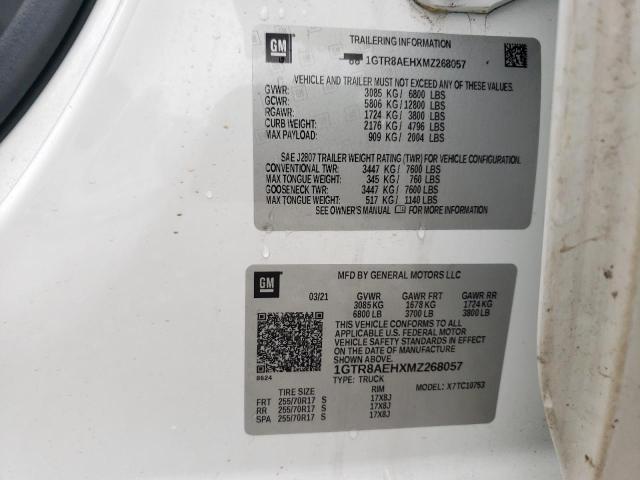 GM
TRAILERING INFORMATION
1GTR8AEHXMZ268057
VEHICLE AND TRAILER MUST NOT EXCEED ANY OF THESE VALUES.
GVWR: 3085 KG / 6800 LBS
GCWR: 5806 KG / 12800 LBS
RGAWR: 1724 KG / 3800 LBS
CURB WEIGHT: 2176 KG / 4796 LBS
MAX PAYLOAD: 909 KG / 2004 LBS
SAE J2807 TRAILER WEIGHT RATING (TWR) FOR VEHICLE CONFIGURATION.
CONVENTIONAL TWR: 3447 KG / 7600 LBS
MAX TONGUE WEIGHT: 345 KG / 760 LBS
GOOSENECK TWR: 3447 KG / 7600 LBS
MAX TONGUE WEIGHT: 517 KG / 1140 LBS
SEE OWNER'S MANUAL FOR MORE INFORMATION
GM
MFD BY GENERAL MOTORS LLC
03/21 GVWR GAWR FRT GAWR RR
3085 KG 1678 KG 1724 KG
6800 LB 3700 LB 3800 LB
THIS VEHICLE CONFORMS TO ALL
APPLICABLE U.S. FEDERAL MOTOR
VEHICLE SAFETY STANDARDS IN EFFECT
ON THE DATE OF MANUFACTURE
SHOWN ABOVE.
1GTR8AEHXMZ268057
8624 TYPE: TRUCK MODEL: X7TC10753
TIRE SIZE RIM
FRT 255/70R17 S 17X8J
RR 255/70R17 S 17X8J
SPA 255/70R17 S 17X8J